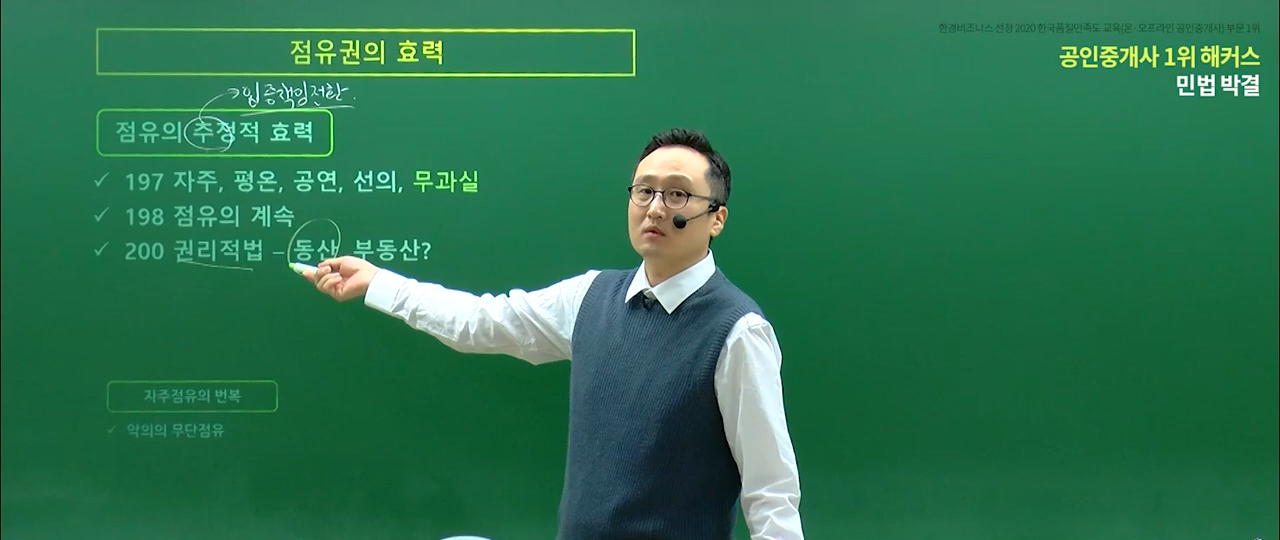 한경비즈니스 선정 2020 한국품질만족도 교육(온·오프라인 공인중개사) 부문 1위
공인중개사 1위 해커스
민법 박결
점유권의 효력
입증책임전환.
점유의 추정적 효력
✓ 197 자주, 평온, 공연, 선의, 무과실
✓ 198 점유의 계속
✓ 200 권리적법 – 동산, 부동산?
자주점유의 번복
✓ 악의의 무단점유